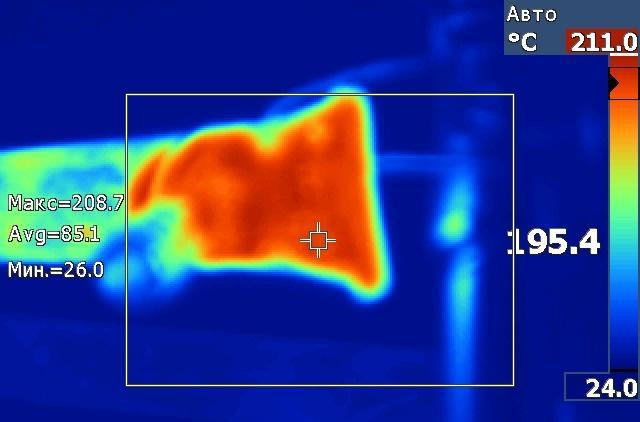 Авто
°C 211.0
Макс=208.7
Avg=85.1
195.4
Мин.=26.0
24.0